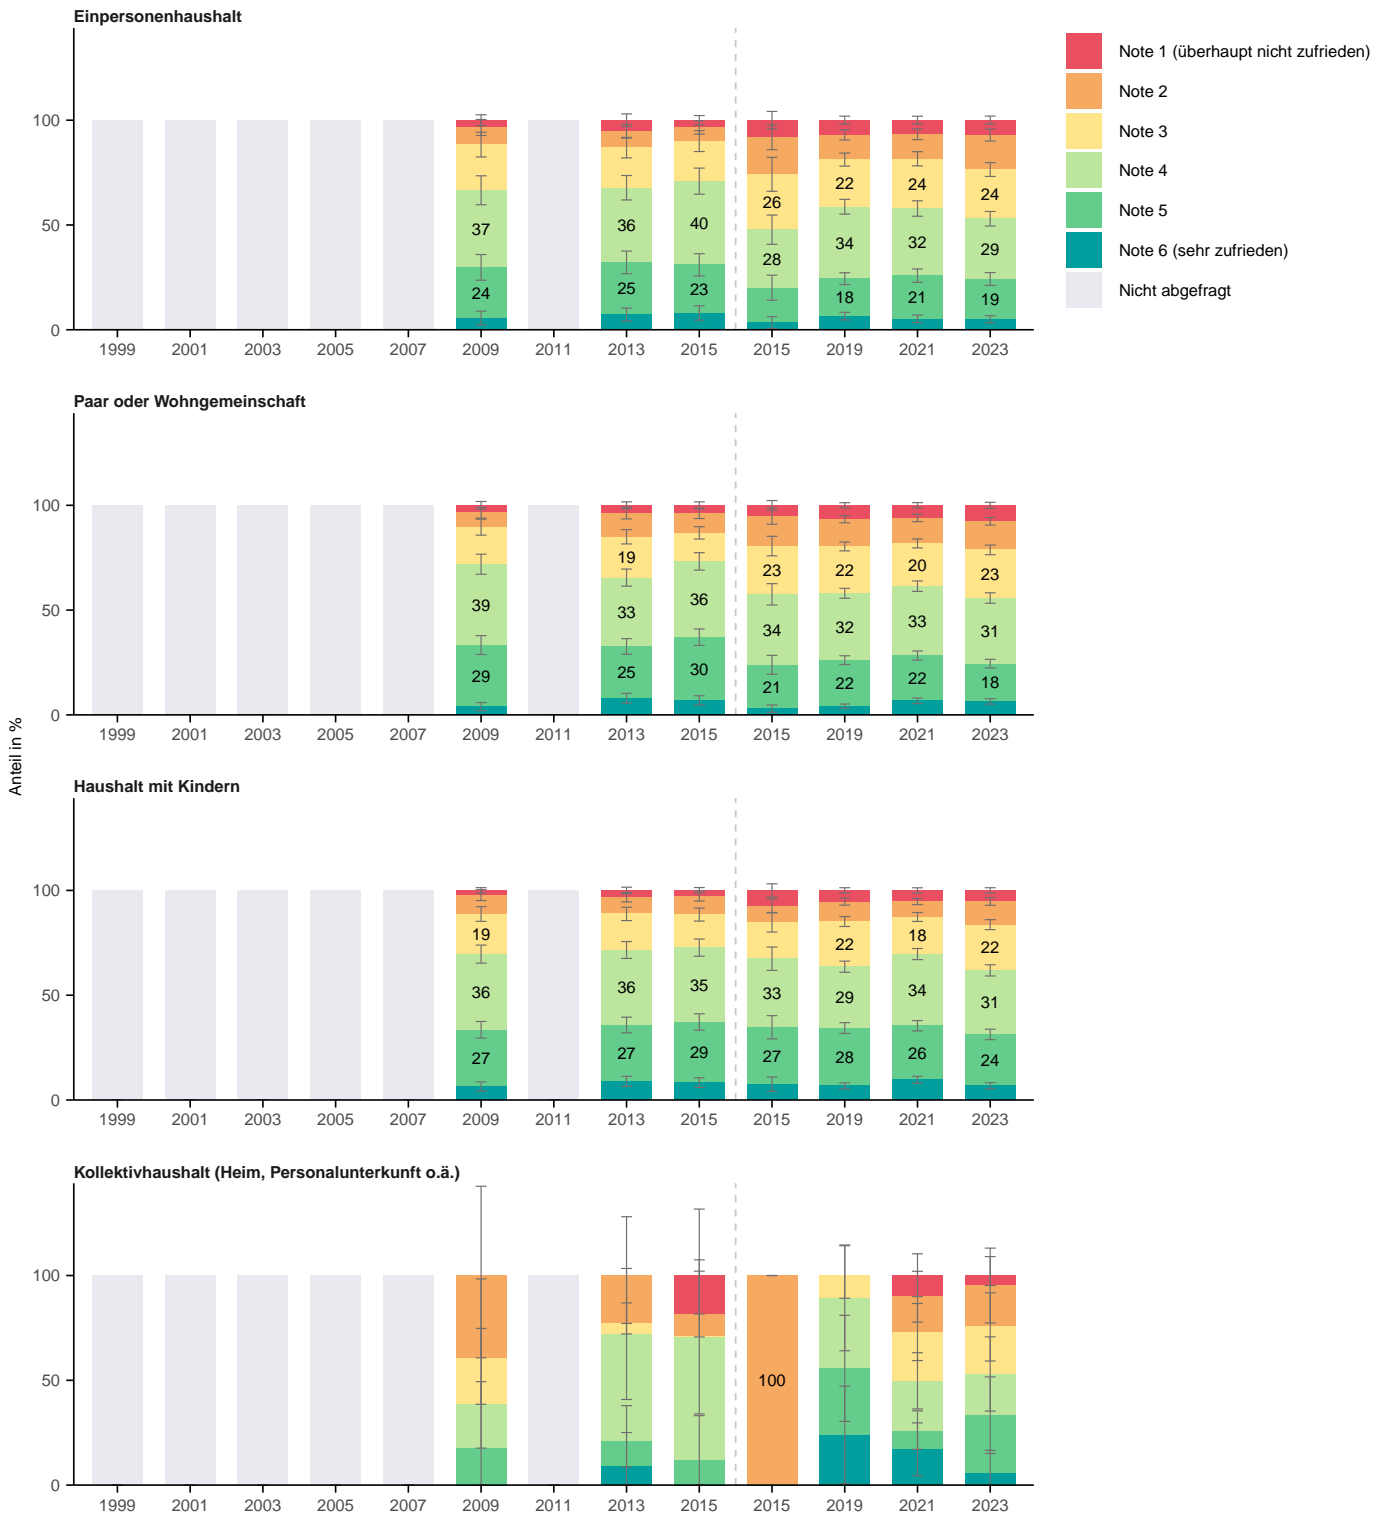 Einpersonenhaushalt
Note 1 (überhaupt nicht zufrieden)
Note 2
Note 3
Note 4
Note 5
Note 6 (sehr zufrieden)
Nicht abgefragt
100
50
0
26 22 24 24
37 36 40 28 34 32 29
24 25 23 18 21 19
1999 2001 2003 2005 2007 2009 2011 2013 2015 2015 2019 2021 2023
Paar oder Wohngemeinschaft
100
50
0
19 23 22 20 23
39 33 36 34 32 33 31
29 25 30 21 22 22 18
1999 2001 2003 2005 2007 2009 2011 2013 2015 2015 2019 2021 2023
Anteil in %
Haushalt mit Kindern
100
50
0
19 22 18 22
36 36 35 33 29 34 31
27 27 29 27 28 26 24
1999 2001 2003 2005 2007 2009 2011 2013 2015 2015 2019 2021 2023
Kollektivhaushalt (Heim, Personalunterkunft o.ä.)
100
50
0
100
1999 2001 2003 2005 2007 2009 2011 2013 2015 2015 2019 2021 2023